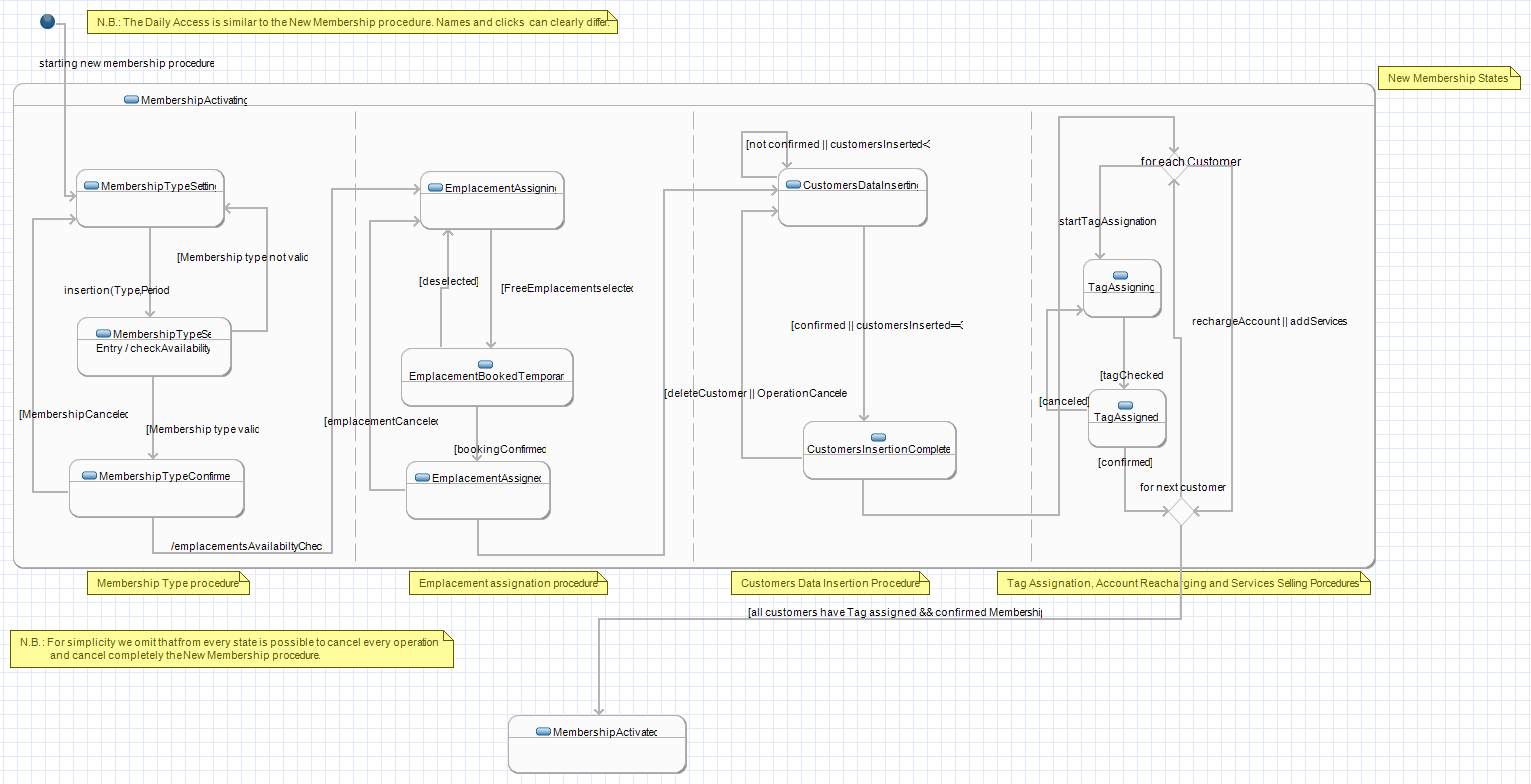 N.B.: The Daily Access is similar to the New Membership procedure. Names and clicks can clearly differ.
starting new membership procedure
New Membership States
MembershipActivating
[not confirmed || customersInserted<
for each Customer
MembershipTypeSettin
EmplacementAssigning
CustomersDataInserting
startTagAssignation
[Membership type not valid
[deselected]
[FreeEmplacementselected
TagAssigning
insertion(Type,Period
[confirmed || customersInserted==
rechargeAccount || addServices
MembershipTypeSe
Entry / checkAvailability
EmplacementBookedTemporar
[tagChecked
[deleteCustomer || OperationCancele
[canceled]
TagAssigned
[MembershipCanceled
[Membership type valid
[emplacementCanceled
[bookingConfirmed
CustomersInsertionComplete
[confirmed]
MembershipTypeConfirme
EmplacementAssigned
for next customer
/emplacementsAvailabiltyChec
Membership Type procedure
Emplacement assignation procedure
Customers Data Insertion Procedure
Tag Assignation, Account Reacharging and Services Selling Porcedures
[all customers have Tag assigned && confirmed Membership
N.B.: For simplicity we omit thatfrom every state is possible to cancel every operation
and cancel completely the New Membership procedure.
MembershipActivated